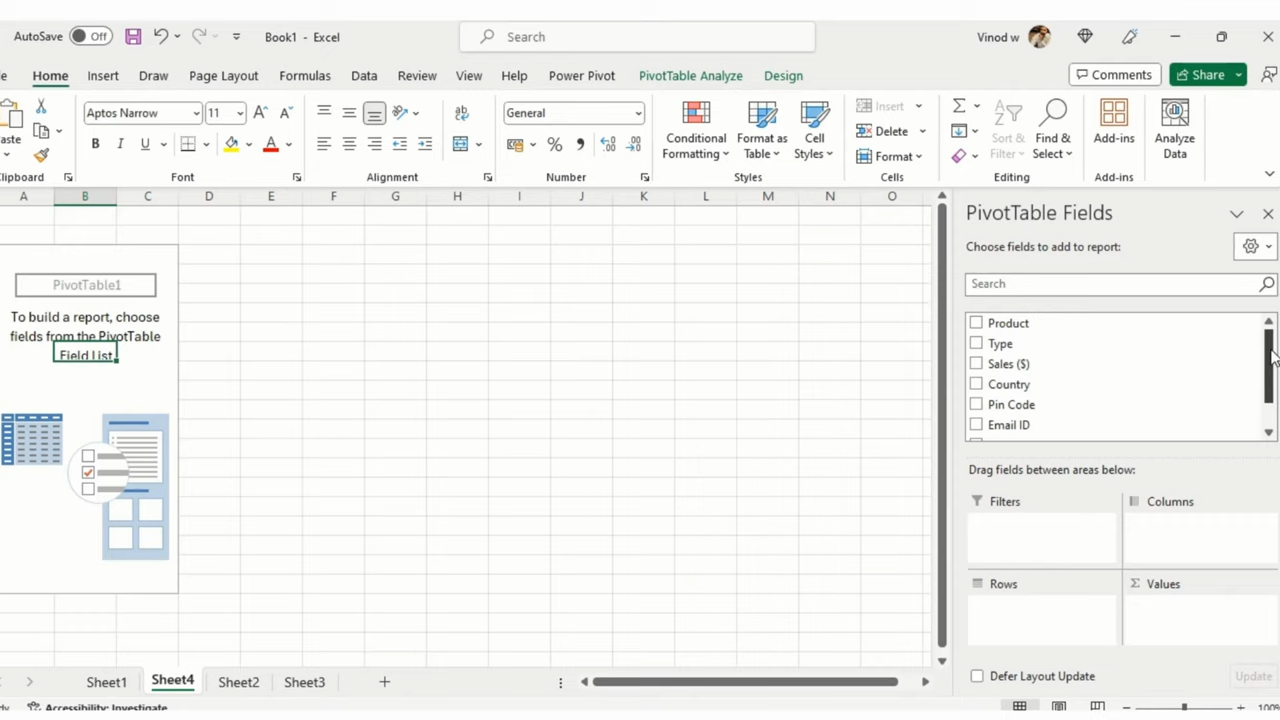 AutoSave Off Book1 - Excel Search Vinod w
Home Insert Draw Page Layout Formulas Data Review View Help Power Pivot PivotTable Analyze Design Comments Share
Aptos Narrow 11 General Insert
Conditional Formatting
Format as Table
Cell Styles
Delete
Format
Sort & Filter
Find & Select
Add-ins
Analyze Data
Font Alignment Number Styles Cells Editing Add-ins
A B C D E F G H I J K L M N O
PivotTable1
To build a report, choose
fields from the PivotTable
Field List
PivotTable Fields
Choose fields to add to report:
Search
Product
Type
Sales ($)
Country
Pin Code
Email ID
Drag fields between areas below:
Filters Columns
Rows Σ Values
Defer Layout Update Update
Sheet1 Sheet4 Sheet2 Sheet3
Accessibility: Investigate